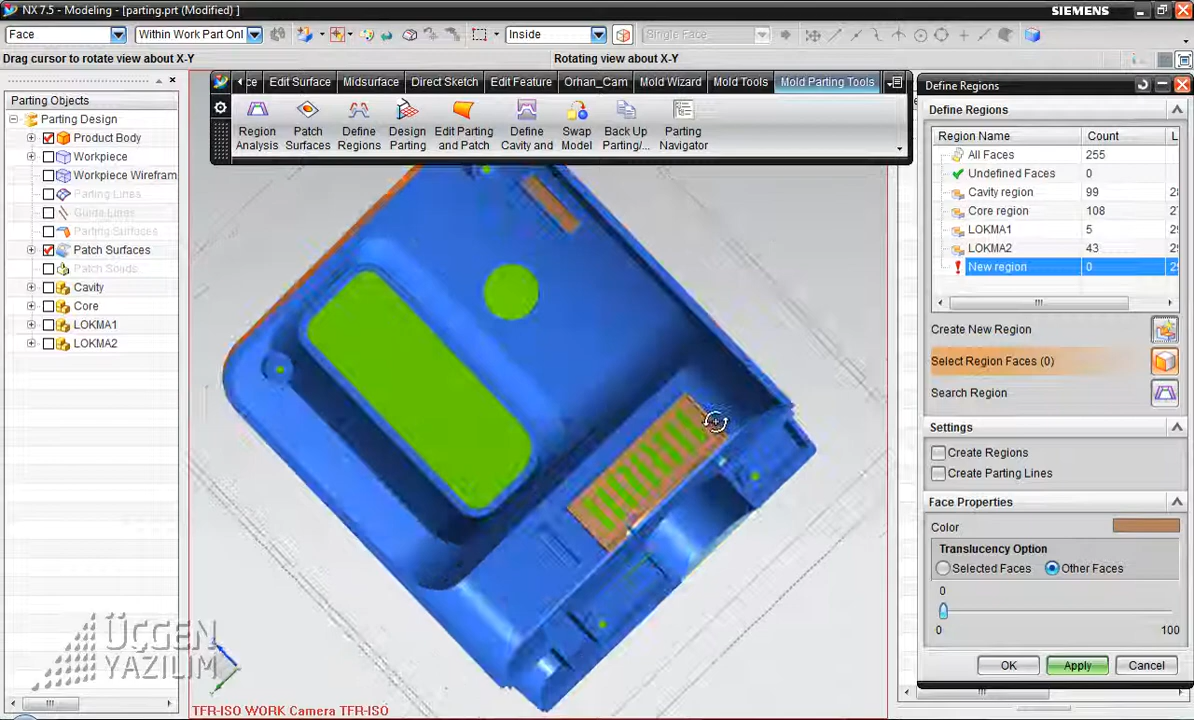 NX 7.5 - Modeling - [parting.prt (Modified) ]
SIEMENS
Face
Within Work Part Onl
Inside
Single Face
Drag cursor to rotate view about X-Y
Rotating view about X-Y
Parting Objects
Parting Design
Product Body
Workpiece
Workpiece Wirefram
Parting Lines
Guide Lines
Parting Surfaces
Patch Surfaces
Patch Solids
Cavity
Core
LOKMA1
LOKMA2
ce
Edit Surface
Midsurface
Direct Sketch
Edit Feature
Orhan_Cam
Mold Wizard
Mold Tools
Mold Parting Tools
Region Analysis
Patch Surfaces
Define Regions
Design Parting
Edit Parting and Patch
Define Cavity and
Swap Model
Back Up Parting/...
Parting Navigator
Define Regions
Define Regions
Region Name Count L
All Faces 255
Undefined Faces 0
Cavity region 99 28
Core region 108 27
LOKMA1 5 29
LOKMA2 43 29
New region 0 29
Create New Region
Select Region Faces (0)
Search Region
Settings
Create Regions
Create Parting Lines
Face Properties
Color
Translucency Option
Selected Faces
Other Faces
0
0 100
OK Apply Cancel
ÜÇGEN
YAZILIM
TFR-ISO WORK Camera TFR-ISO